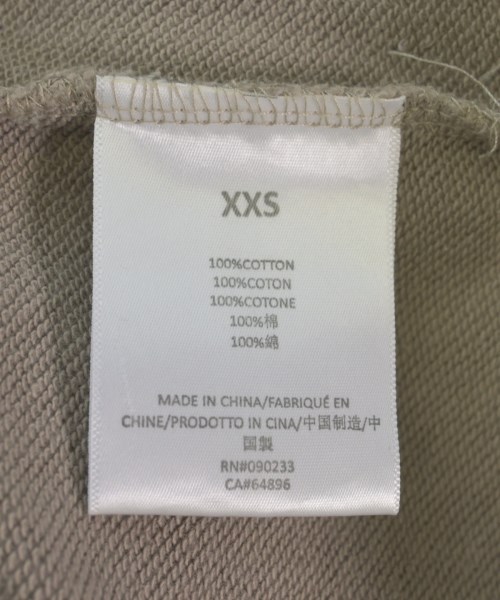 XXS
100%COTTON
100%COTON
100%COTONE
100%棉
100%綿
MADE IN CHINA/FABRIQUÉ EN
CHINE/PRODOTTO IN CINA/中国制造/中
国製
RN#090233
CA#64896